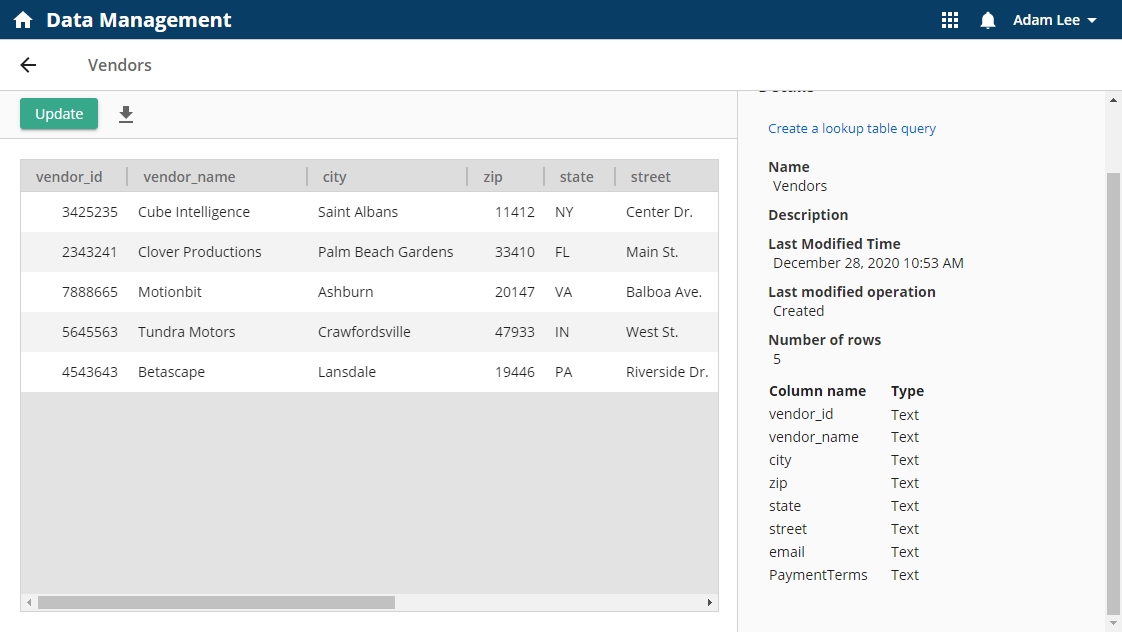 Data Management
Adam Lee
Vendors
Update
vendor_id vendor_name city zip state street
3425235 Cube Intelligence Saint Albans 11412 NY Center Dr.
2343241 Clover Productions Palm Beach Gardens 33410 FL Main St.
7888665 Motionbit Ashburn 20147 VA Balboa Ave.
5645563 Tundra Motors Crawfordsville 47933 IN West St.
4543643 Betascape Lansdale 19446 PA Riverside Dr.
Create a lookup table query
Name
Vendors
Description
Last Modified Time
December 28, 2020 10:53 AM
Last modified operation
Created
Number of rows
5
Column name Type
vendor_id Text
vendor_name Text
city Text
zip Text
state Text
street Text
email Text
PaymentTerms Text